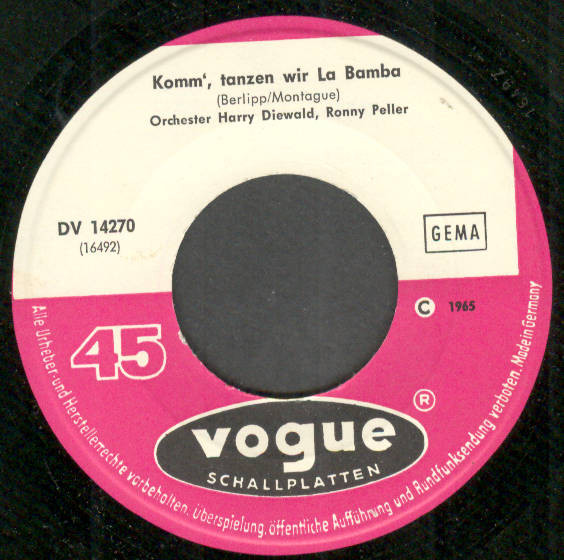 Komm', tanzen wir La Bamba
(Berlipp/Montague)
Orchester Harry Diewald, Ronny Peller
DV 14270
(16492)
GEMA
© 1965
45
®
vogue
SCHALLPLATTEN
Alle Urheber- und Herstellerrechte vorbehalten. Überspielung, öffentliche Aufführung und Rundfunksendung verboten. Made in Germany
16492